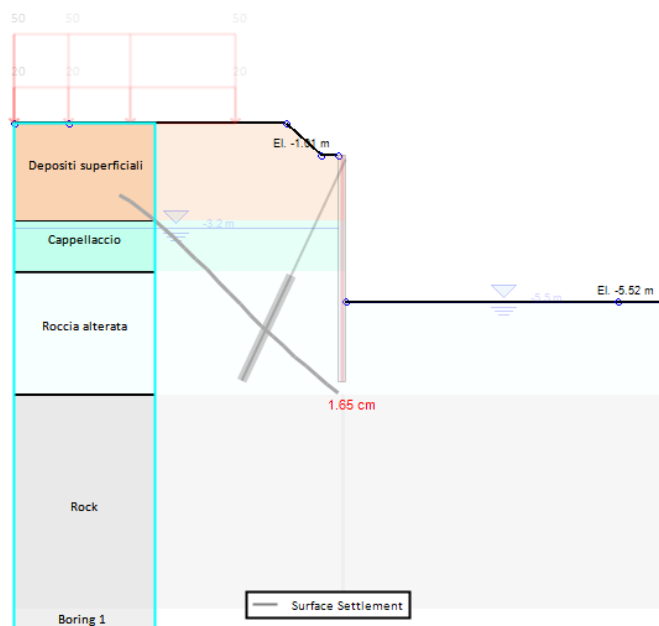 50 50 50
20 20 20
El. -1.01 m
Depositi superficiali
-3.2 m
Cappellaccio
El. -5.52 m
-5.5 m
Roccia alterata
1.65 cm
Rock
Surface Settlement
Boring 1